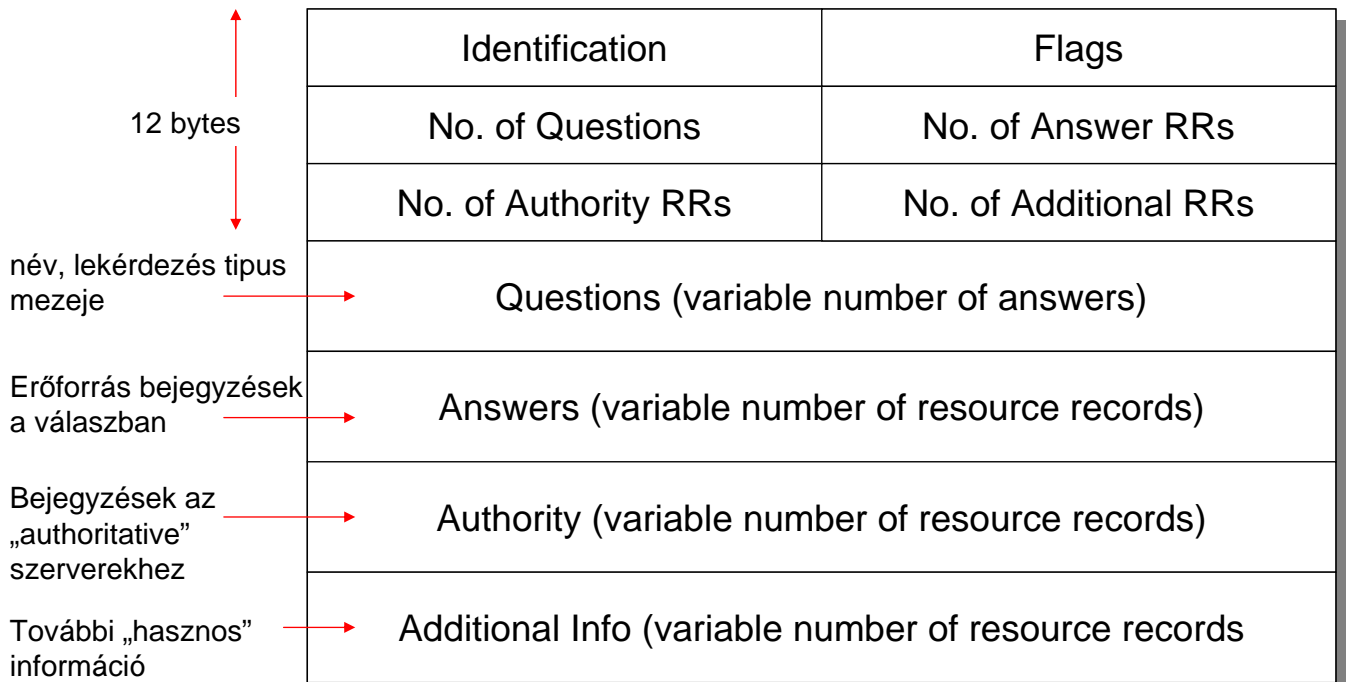 Identification
Flags
12 bytes
No. of Questions
No. of Answer RRs
No. of Authority RRs
No. of Additional RRs
név, lekérdezés tipus
mezeje
Questions (variable number of answers)
Erőforrás bejegyzések
a válaszban
Answers (variable number of resource records)
Bejegyzések az
„authoritative”
szerverekhez
Authority (variable number of resource records)
További „hasznos”
információ
Additional Info (variable number of resource records